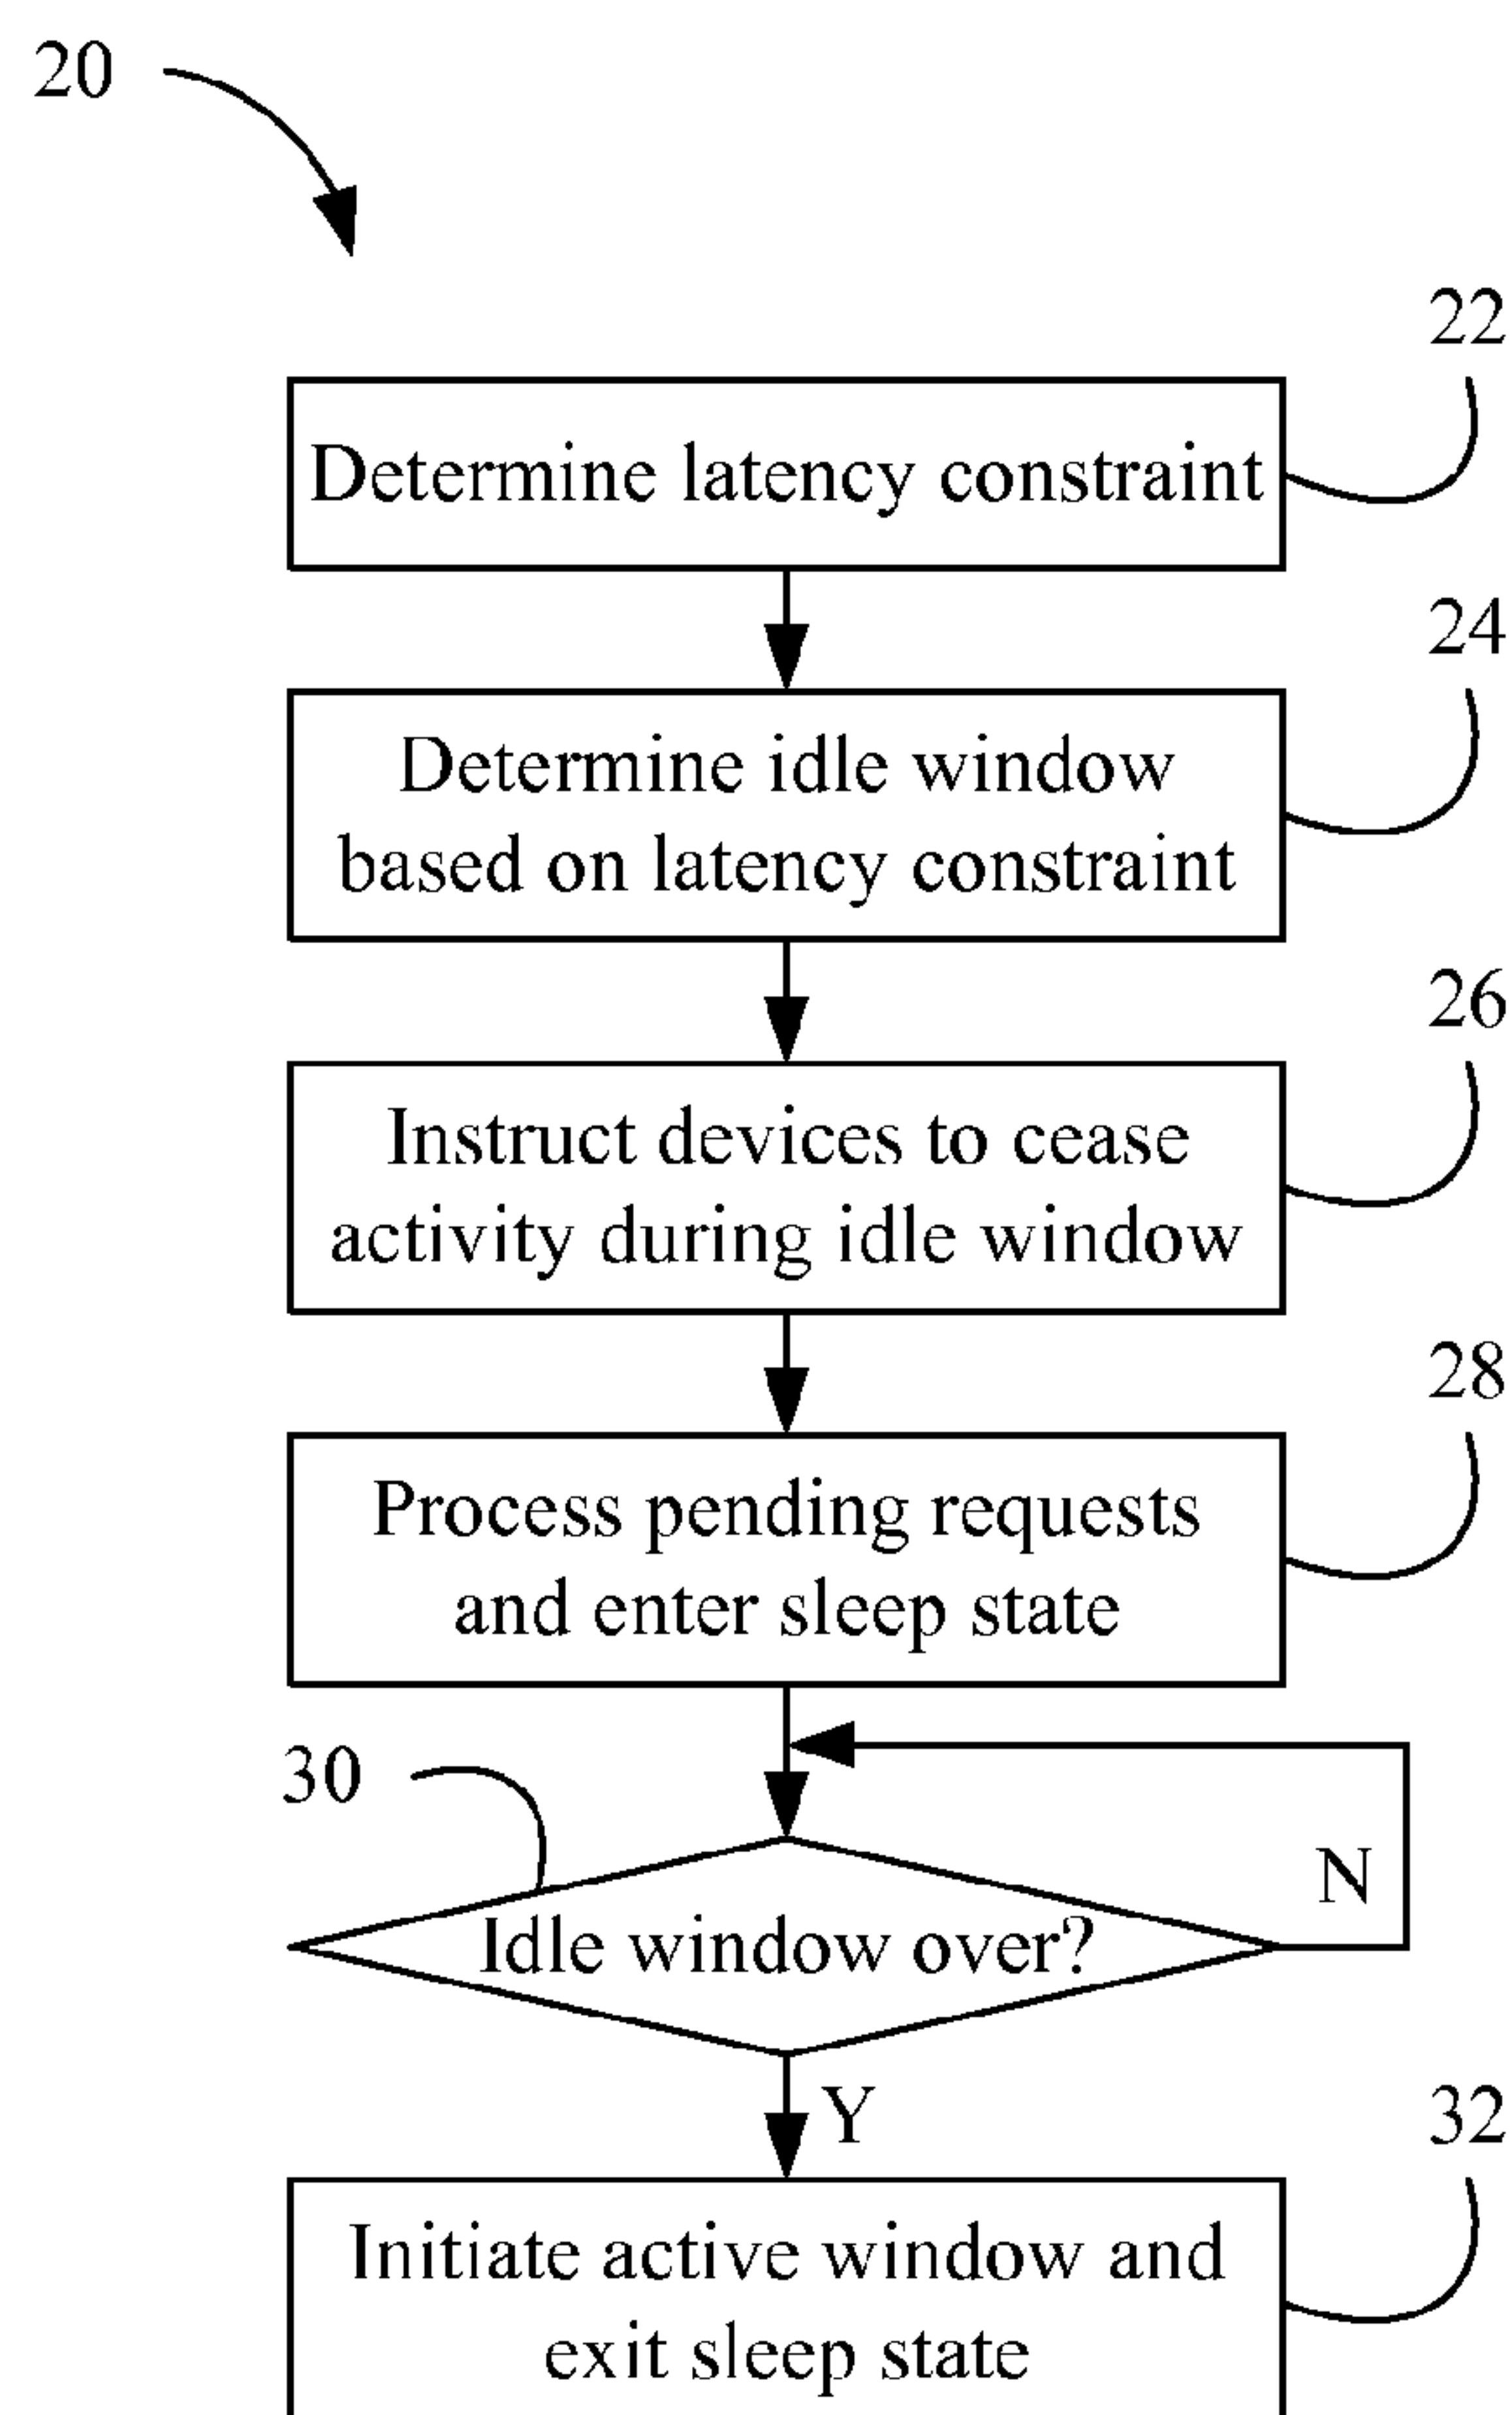 20
22
Determine latency constraint
24
Determine idle window
based on latency constraint
26
Instruct devices to cease
activity during idle window
28
Process pending requests
and enter sleep state
30
N
Idle window over?
Y
32
Initiate active window and
exit sleep state